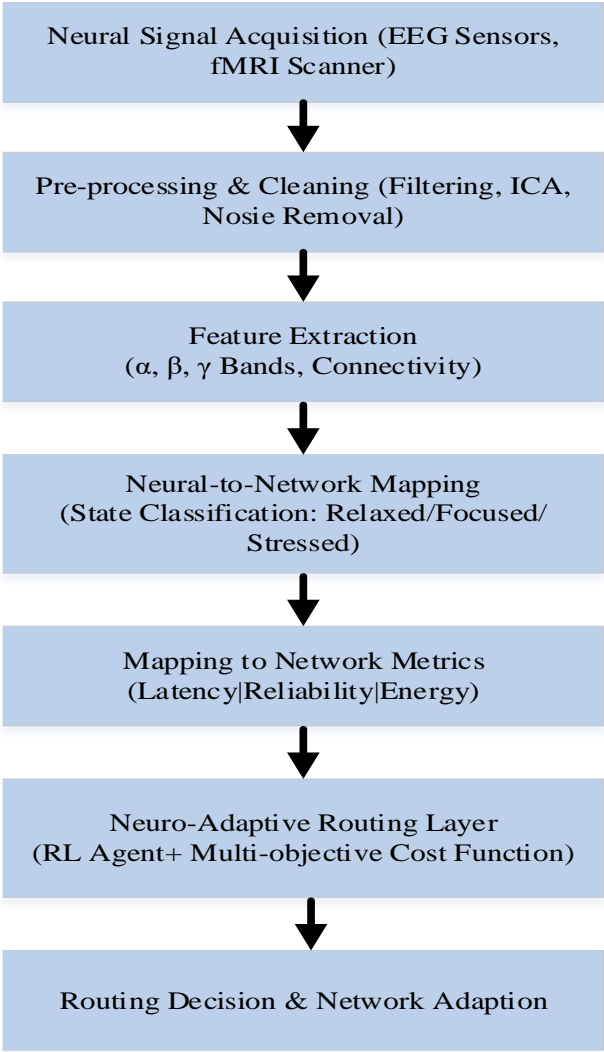 Neural Signal Acquisition (EEG Sensors,
fMRI Scanner)
Pre-processing & Cleaning (Filtering, ICA,
Nosie Removal)
Feature Extraction
(α, β, γ Bands, Connectivity)
Neural-to-Network Mapping
(State Classification: Relaxed/Focused/
Stressed)
Mapping to Network Metrics
(Latency|Reliability|Energy)
Neuro-Adaptive Routing Layer
(RL Agent+ Multi-objective Cost Function)
Routing Decision & Network Adaption